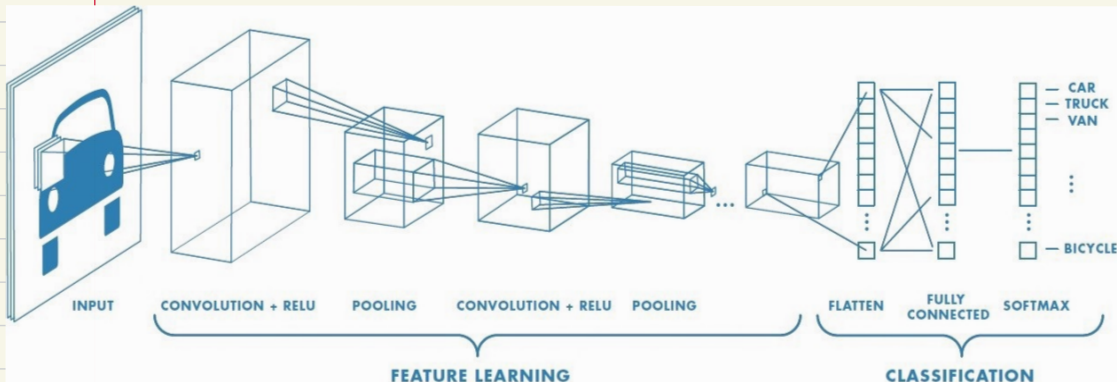 CAR
TRUCK
VAN
BICYCLE
INPUT
CONVOLUTION + RELU
POOLING
CONVOLUTION + RELU
POOLING
FLATTEN
FULLY
CONNECTED
SOFTMAX
FEATURE LEARNING
CLASSIFICATION